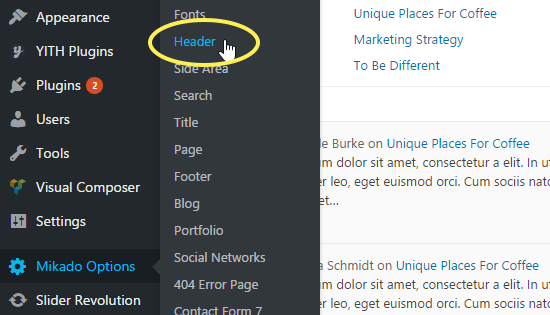 Appearance
YITH Plugins
Plugins 2
Users
Tools
Visual Composer
Settings
Mikado Options
Slider Revolution
Fonts
Header
Side Area
Search
Title
Page
Footer
Blog
Portfolio
Social Networks
404 Error Page
Contact Form 7
Unique Places For Coffee
Marketing Strategy
To Be Different
Burke on Unique Places For Coffee
dolor sit amet, consectetur a elit. In ut
er leo, eget euismod orci. Cum sociis nato
et...
Schmidt on Unique Places For Coffee
dolor sit amet, consectetur a elit. In ut
er leo, eget euismod orci. Cum sociis nato